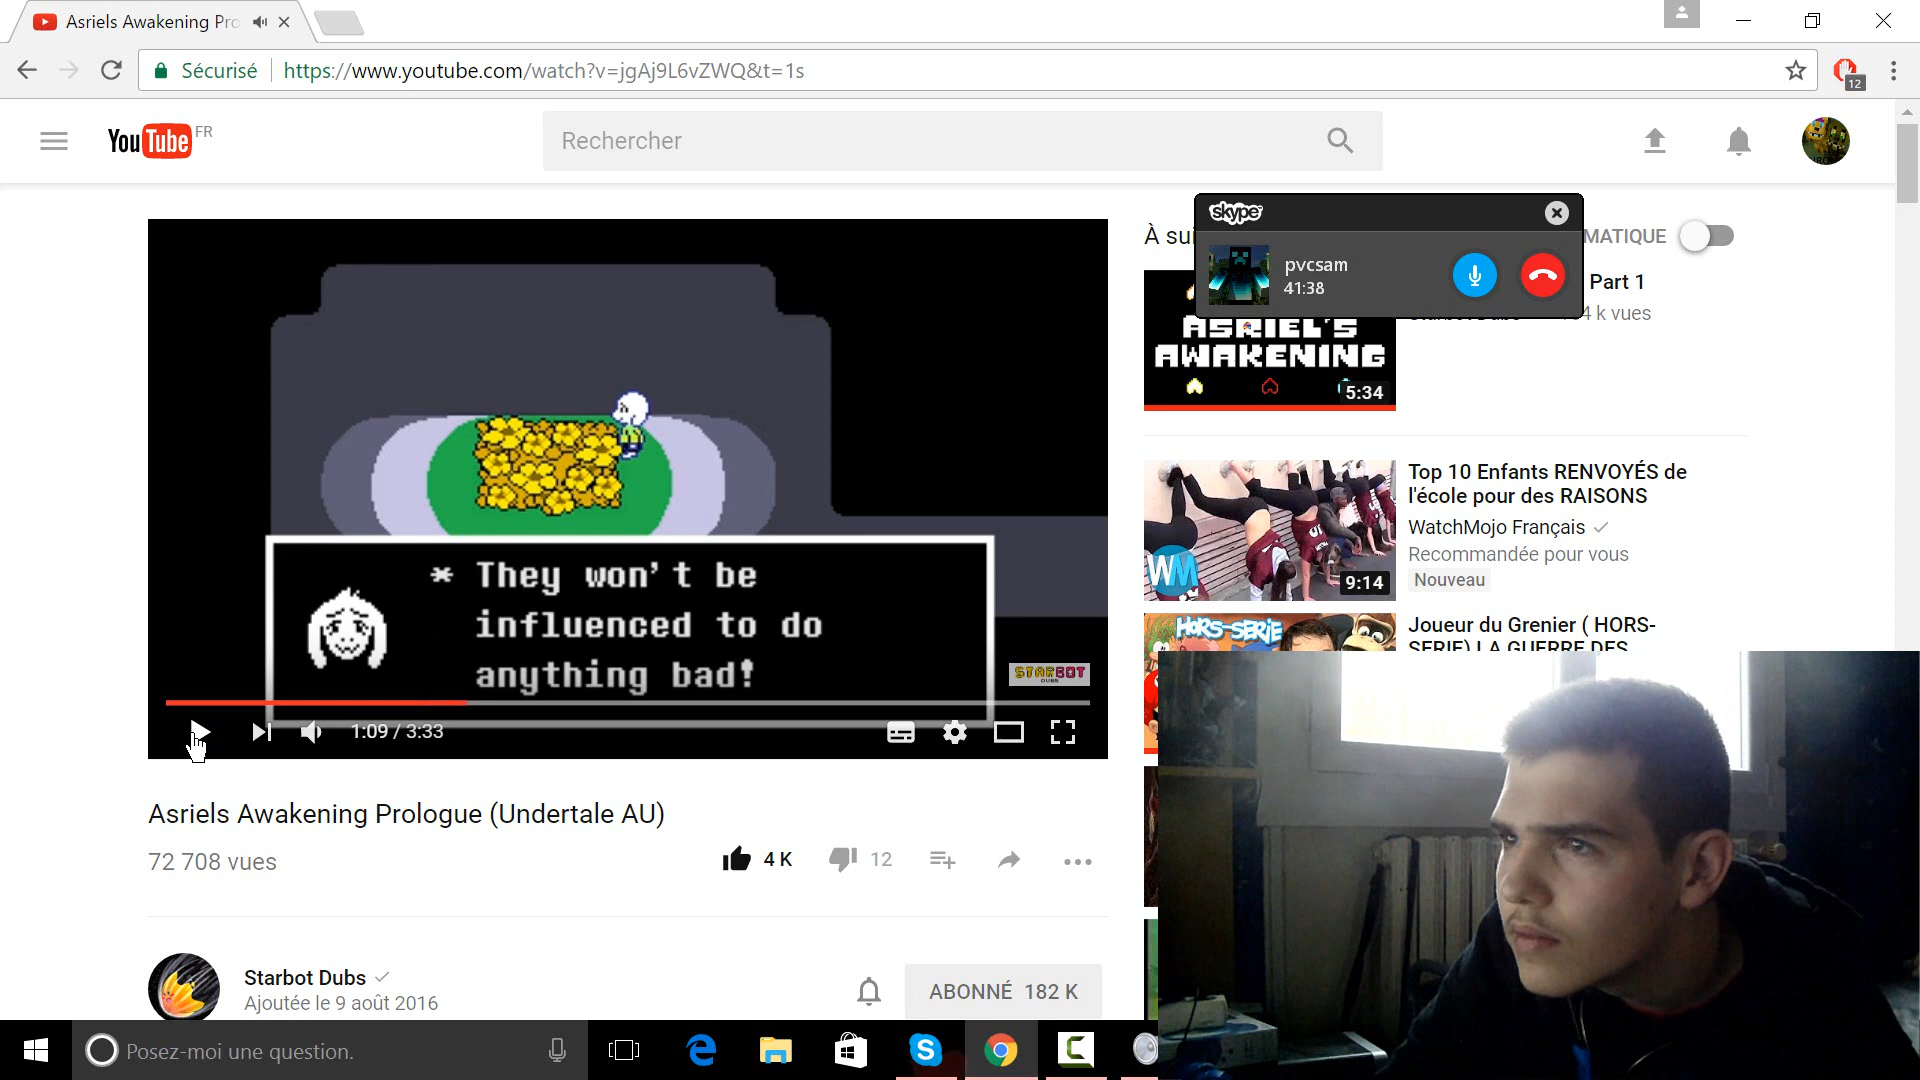 Asriels Awakening Pro
Sécurisé
https://www.youtube.com/watch?v=jgAj9L6vZWQ&t=1s
12
YouTube FR
Rechercher
skype
pvcsam
41:38
À sui
MATIQUE
Part 1
4 k vues
ASRIEL'S
AWAKENING
5:34
* They won't be
influenced to do
anything bad!
STARBOT
DUBS
1:09 / 3:33
Top 10 Enfants RENVOYÉS de
l'école pour des RAISONS
WatchMojo Français
Recommandée pour vous
Nouveau
WM
9:14
HORS-SERIE
Joueur du Grenier ( HORS-
SERIE) LA GUERRE DES
Asriels Awakening Prologue (Undertale AU)
72 708 vues
4 K
12
Starbot Dubs
Ajoutée le 9 août 2016
ABONNÉ 182 K
Posez-moi une question.